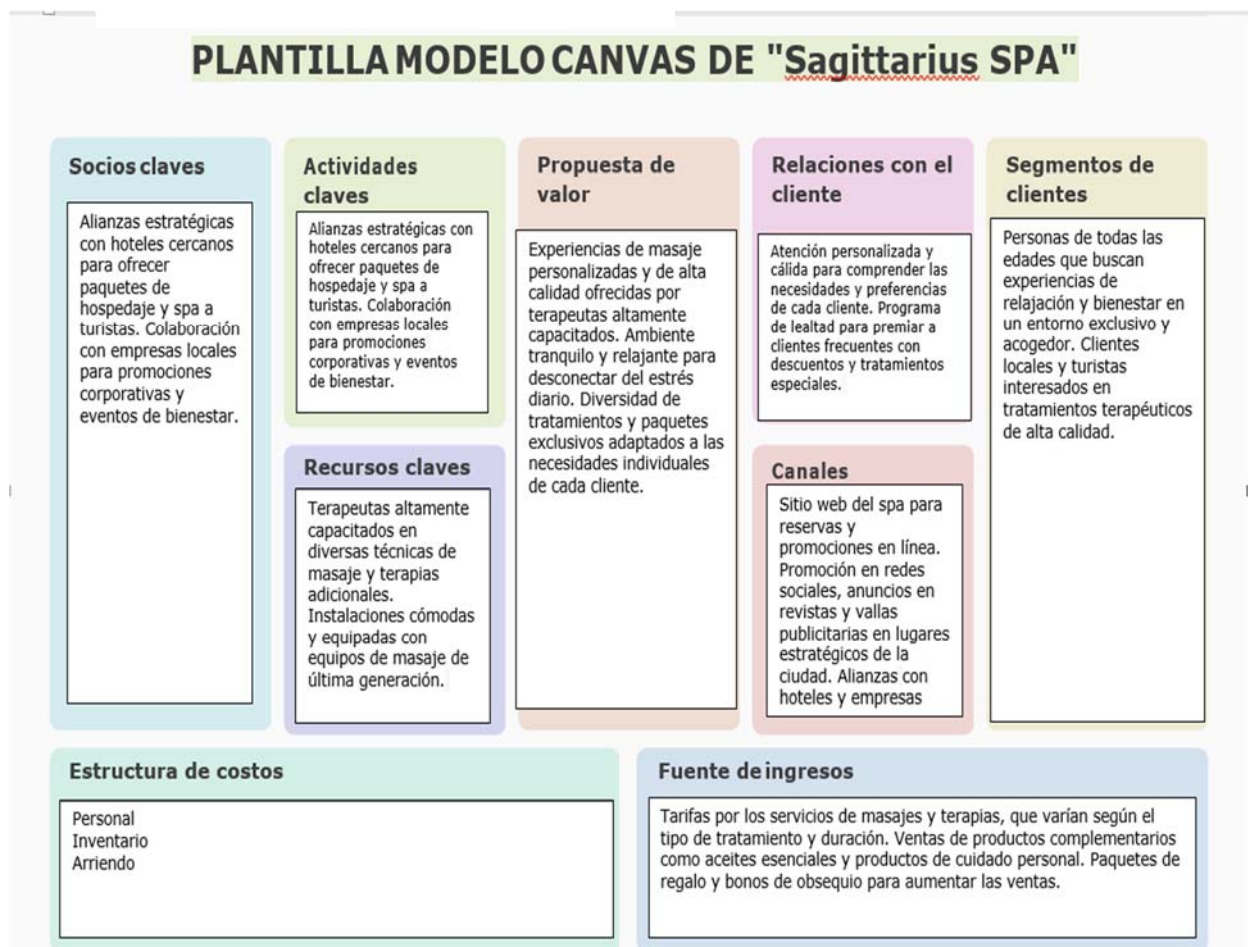 PLANTILLA MODELO CANVAS DE "Sagittarius SPA"
Socios claves
Alianzas estratégicas
con hoteles cercanos
para ofrecer
paquetes de
hospedaje y spa a
turistas. Colaboración
con empresas locales
para promociones
corporativas y
eventos de bienestar.
Actividades
claves
Alianzas estratégicas con
hoteles cercanos para
ofrecer paquetes de
hospedaje y spa a
turistas. Colaboración
con empresas locales
para promociones
corporativas y eventos
de bienestar.
Recursos claves
Terapeutas altamente
capacitados en
diversas técnicas de
masaje y terapias
adicionales.
Instalaciones cómodas
y equipadas con
equipos de masaje de
última generación.
Propuesta de
valor
Experiencias de masaje
personalizadas y de alta
calidad ofrecidas por
terapeutas altamente
capacitados. Ambiente
tranquilo y relajante para
desconectar del estrés
diario. Diversidad de
tratamientos y paquetes
exclusivos adaptados a las
necesidades individuales
de cada cliente.
Relaciones con el
cliente
Atención personalizada y
cálida para comprender las
necesidades y preferencias
de cada cliente. Programa
de lealtad para premiar a
clientes frecuentes con
descuentos y tratamientos
especiales.
Canales
Sitio web del spa para
reservas y
promociones en línea.
Promoción en redes
sociales, anuncios en
revistas y vallas
publicitarias en lugares
estratégicos de la
ciudad. Alianzas con
hoteles y empresas
Segmentos de
clientes
Personas de todas las
edades que buscan
experiencias de
relajación y bienestar en
un entorno exclusivo y
acogedor. Clientes
locales y turistas
interesados en
tratamientos terapéuticos
de alta calidad.
Estructura de costos
Personal
Inventario
Arriendo
Fuente de ingresos
Tarifas por los servicios de masajes y terapias, que varían según el
tipo de tratamiento y duración. Ventas de productos complementarios
como aceites esenciales y productos de cuidado personal. Paquetes de
regalo y bonos de obsequio para aumentar las ventas.